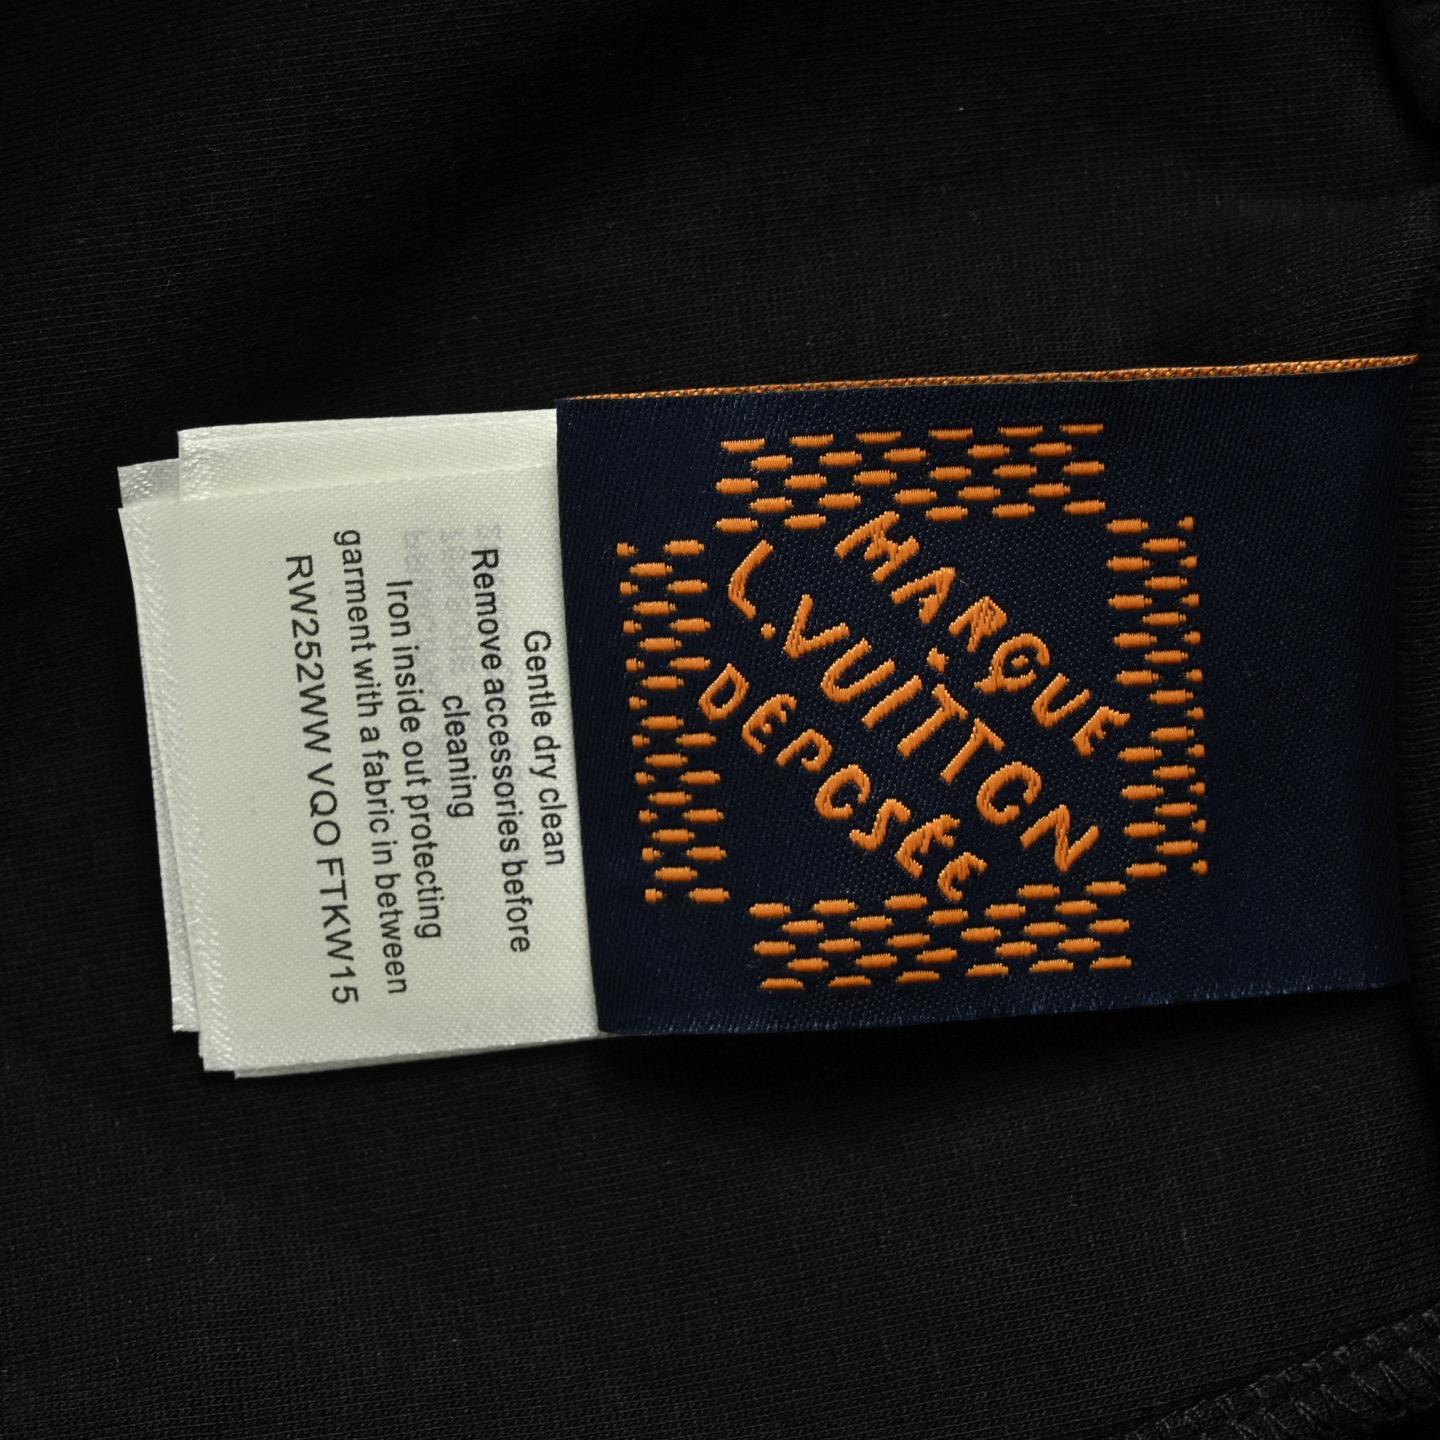 Gentle dry clean
Remove accessories before
cleaning
Iron inside out protecting
garment with a fabric in between
RW252WW VQO FTKW15
MARQUE
L.VUITTON
DÉPOSÉE